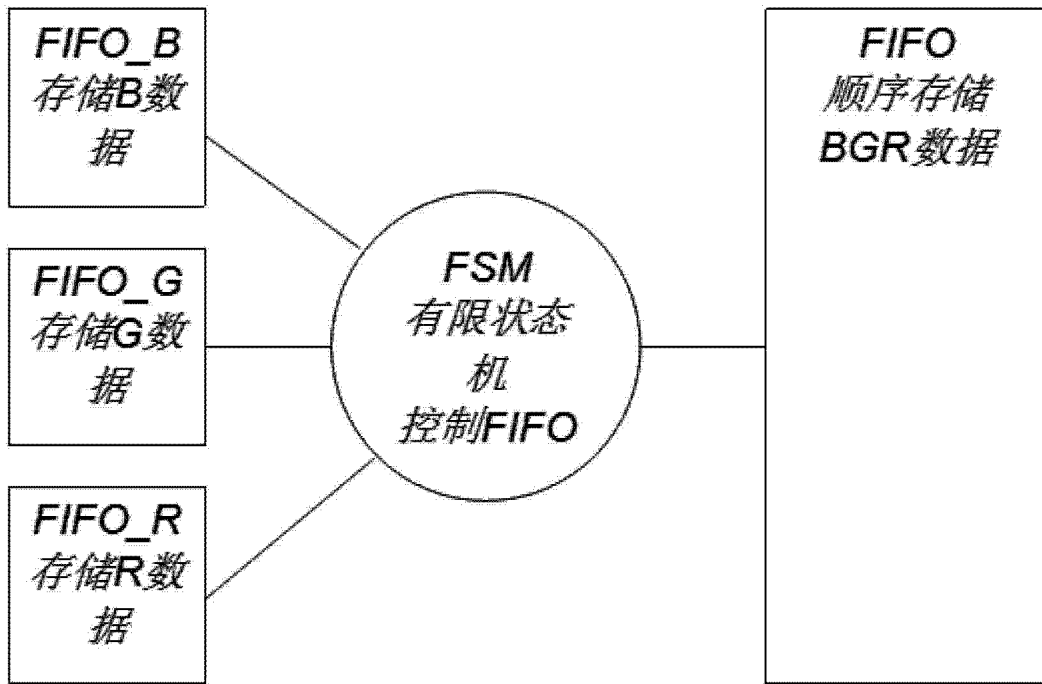 FIFO_B
存储B数
据
FIFO_G
存储G数
据
FIFO_R
存储R数
据
FSM
有限状态
机
控制FIFO
FIFO
顺序存储
BGR数据